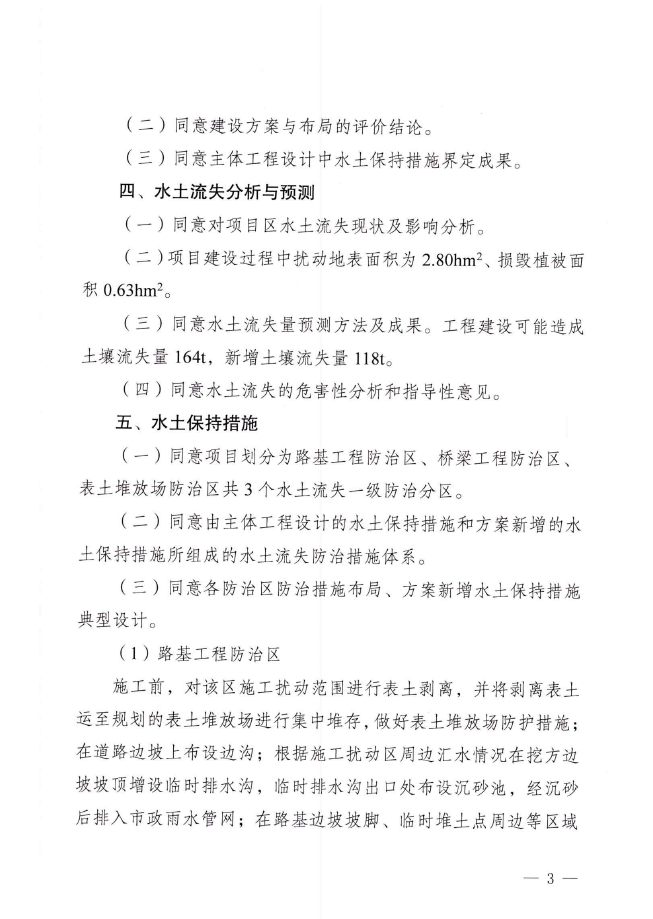 （二）同意建设方案与布局的评价结论。
（三）同意主体工程设计中水土保持措施界定成果。
四、水土流失分析与预测
（一）同意对项目区水土流失现状及影响分析。
（二）项目建设过程中扰动地表面积为 2.80hm²、损毁植被面
积 0.63hm²。
（三）同意水土流失量预测方法及成果。工程建设可能造成
土壤流失量 164t，新增土壤流失量 118t。
（四）同意水土流失的危害性分析和指导性意见。
五、水土保持措施
（一）同意项目划分为路基工程防治区、桥梁工程防治区、
表土堆放场防治区共 3 个水土流失一级防治分区。
（二）同意由主体工程设计的水土保持措施和方案新增的水
土保持措施所组成的水土流失防治措施体系。
（三）同意各防治区防治措施布局、方案新增水土保持措施
典型设计。
（1）路基工程防治区
施工前，对该区施工扰动范围进行表土剥离，并将剥离表土
运至规划的表土堆放场进行集中堆存，做好表土堆放场防护措施；
在道路边坡上布设边沟；根据施工扰动区周边汇水情况在挖方边
坡坡顶增设临时排水沟，临时排水沟出口处布设沉砂池，经沉砂
后排入市政雨水管网；在路基边坡坡脚、临时堆土点周边等区域
— 3 —